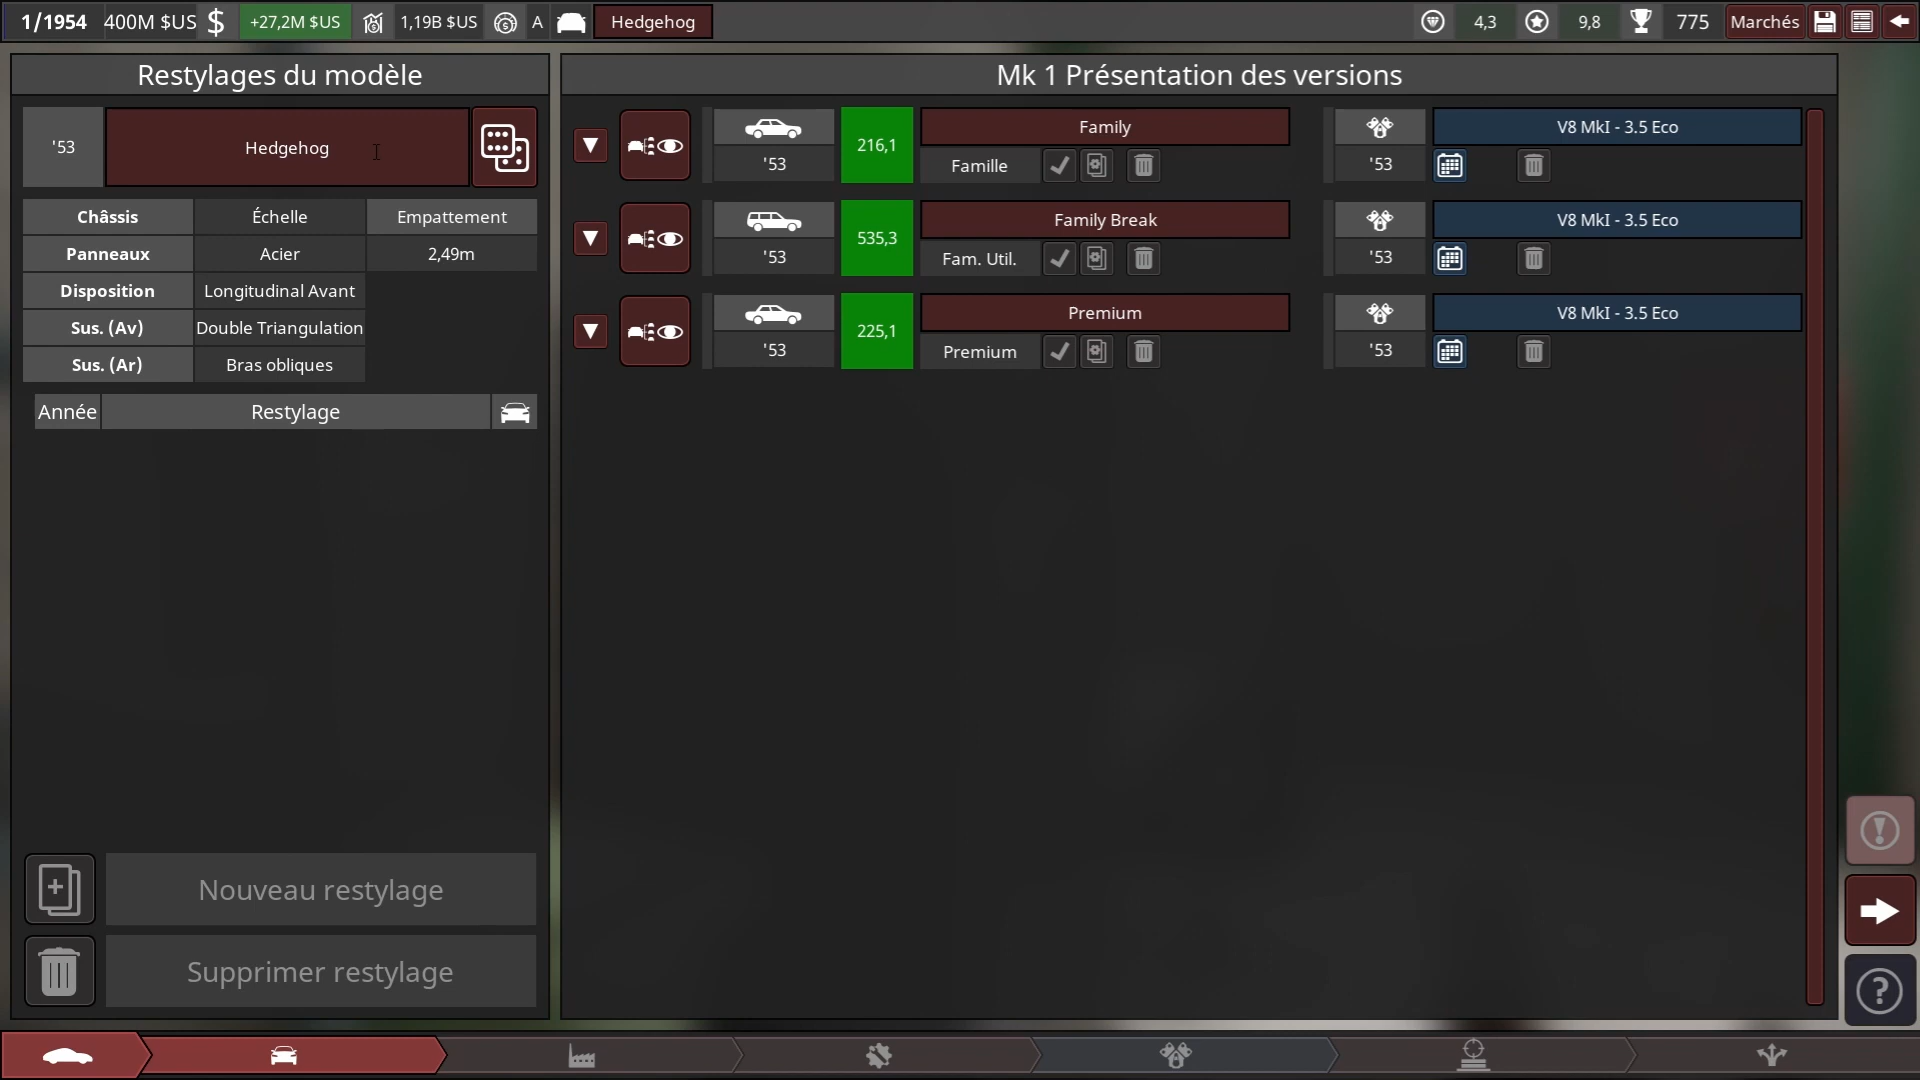 1/1954 400M $US $ +27,2M $US 1,19B $US A Hedgehog 4,3 9,8 775 Marchés
Restylages du modèle
'53 Hedgehog
Châssis Échelle Empattement
Panneaux Acier 2,49m
Disposition Longitudinal Avant
Sus. (Av) Double Triangulation
Sus. (Ar) Bras obliques
Année Restylage
Nouveau restylage
Supprimer restylage
Mk 1 Présentation des versions
216,1 Family V8 MkI - 3.5 Eco
'53 Famille '53
535,3 Family Break V8 MkI - 3.5 Eco
'53 Fam. Util. '53
225,1 Premium V8 MkI - 3.5 Eco
'53 Premium '53